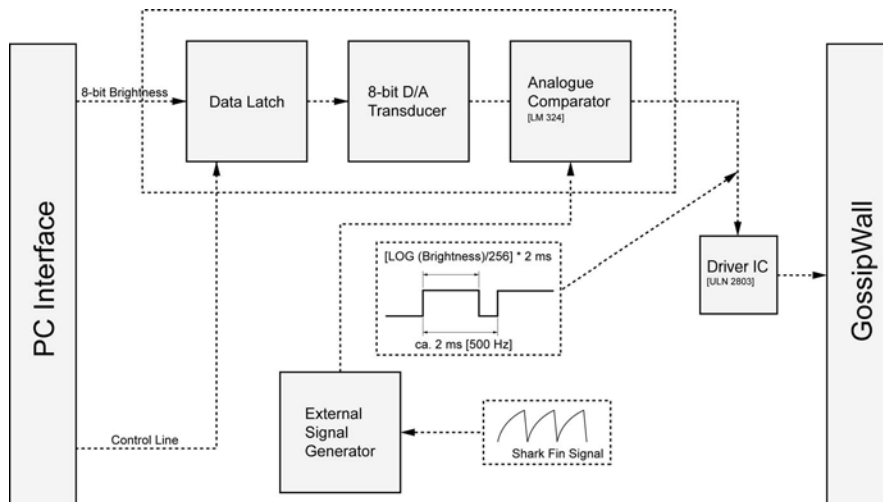 PC Interface
8-bit Brightness
Data Latch
8-bit D/A
Transducer
Analogue
Comparator
[LM 324]
[LOG (Brightness)/256] * 2 ms
ca. 2 ms [500 Hz]
Driver IC
[ULN 2803]
GossipWall
Control Line
External
Signal
Generator
Shark Fin Signal